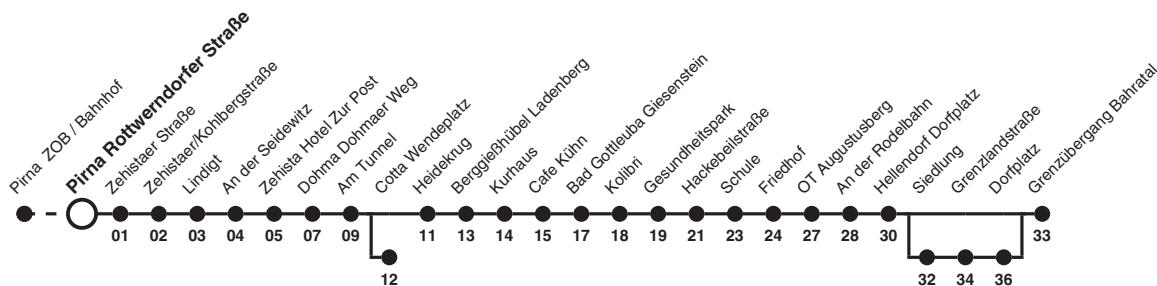 Pirna ZOB / Bahnhof
Pirna Rottwerndorfer Straße
Zehistaer Straße
Zehistaer/Kohlbergstraße
Lindigt
An der Seidewitz
Zehista Hotel Zur Post
Dohma Dohmaer Weg
Am Tunnel
Cotta Wendeplatz
Heidekrug
Berggießhübel Ladenberg
Kurhaus
Cafe Kühn
Bad Gottleuba Giesenstein
Kolibri
Gesundheitspark
Hackebeilstraße
Schule
Friedhof
OT Augustusberg
An der Rodelbahn
Hellendorf Dorfplatz
Siedlung
Grenzlandstraße
Dorfplatz
Grenzübergang Bahratal
01 02 03 04 05 07 09 11 13 14 15 17 18 19 21 23 24 27 28 30 33
12 32 34 36